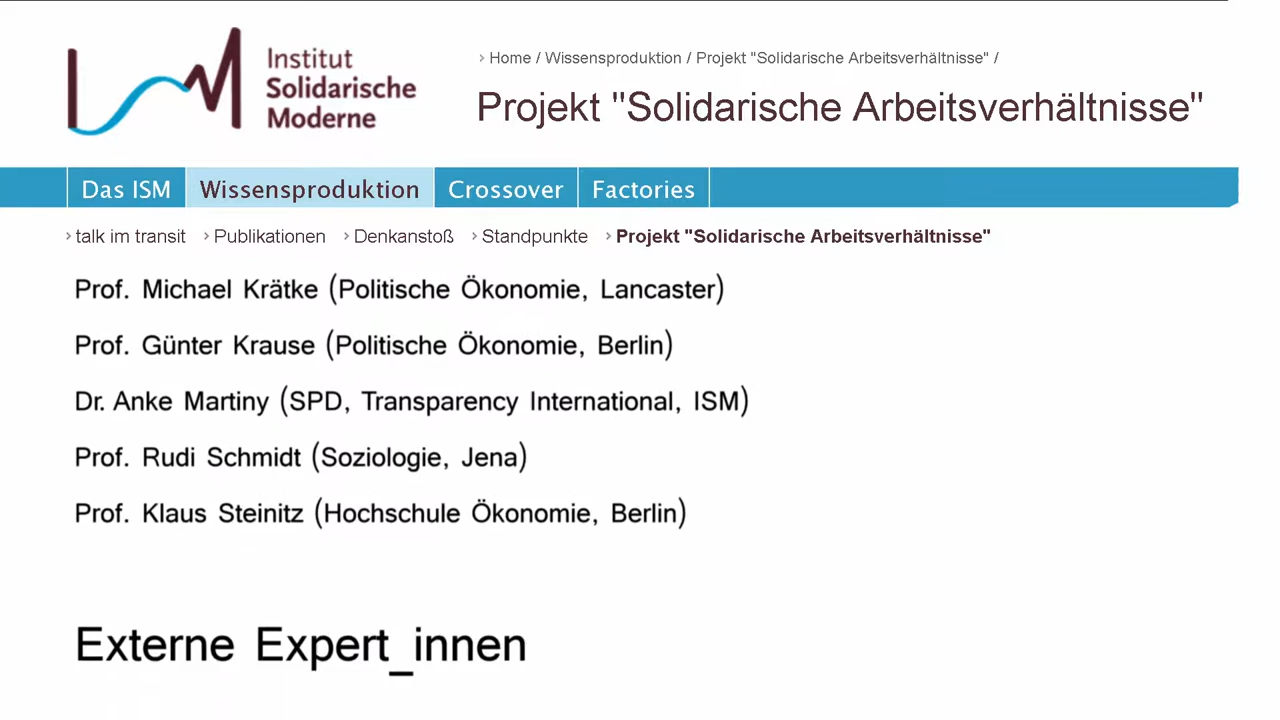 Institut
Solidarische
Moderne
› Home / Wissensproduktion / Projekt "Solidarische Arbeitsverhältnisse" /
Projekt "Solidarische Arbeitsverhältnisse"
Das ISM Wissensproduktion Crossover Factories
› talk im transit › Publikationen › Denkanstoß › Standpunkte › Projekt "Solidarische Arbeitsverhältnisse"
Prof. Michael Krätke (Politische Ökonomie, Lancaster)
Prof. Günter Krause (Politische Ökonomie, Berlin)
Dr. Anke Martiny (SPD, Transparency International, ISM)
Prof. Rudi Schmidt (Soziologie, Jena)
Prof. Klaus Steinitz (Hochschule Ökonomie, Berlin)
Externe Expert_innen